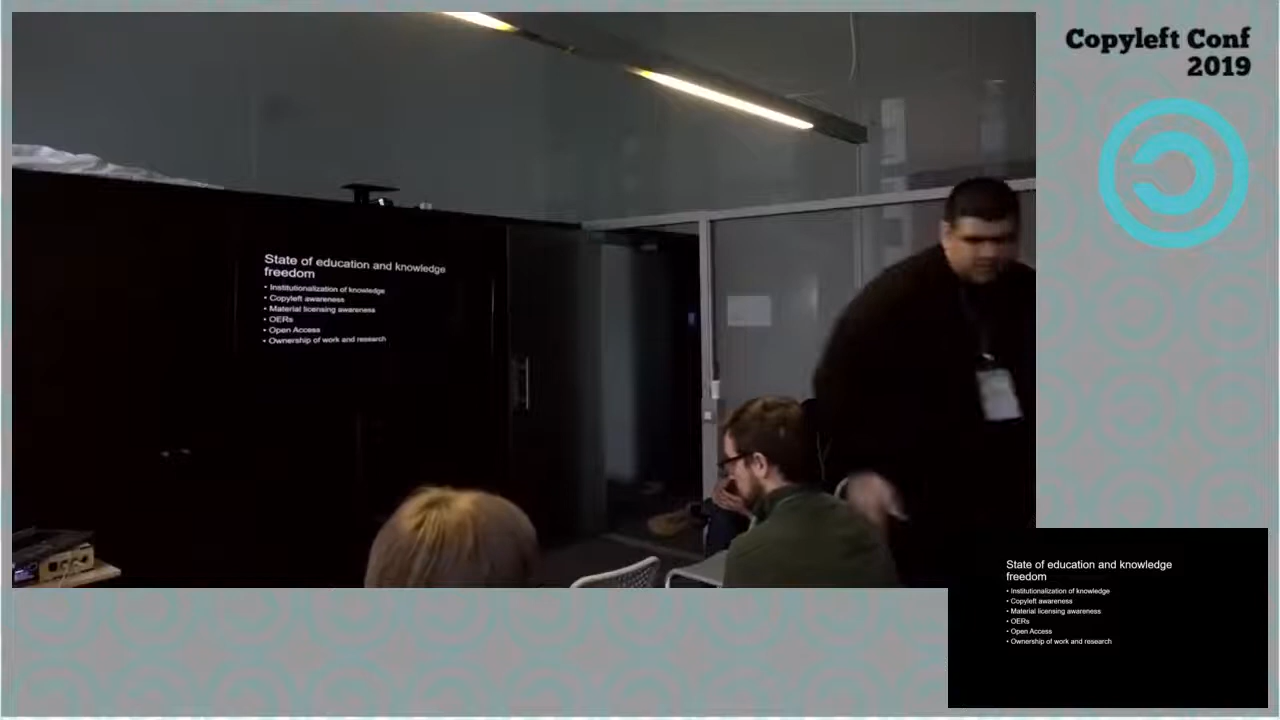 Copyleft Conf
2019
State of education and knowledge
freedom
• Institutionalization of knowledge
• Copyleft awareness
• Material licensing awareness
• OERs
• Open Access
• Ownership of work and research
State of education and knowledge
freedom
• Institutionalization of knowledge
• Copyleft awareness
• Material licensing awareness
• OERs
• Open Access
• Ownership of work and research